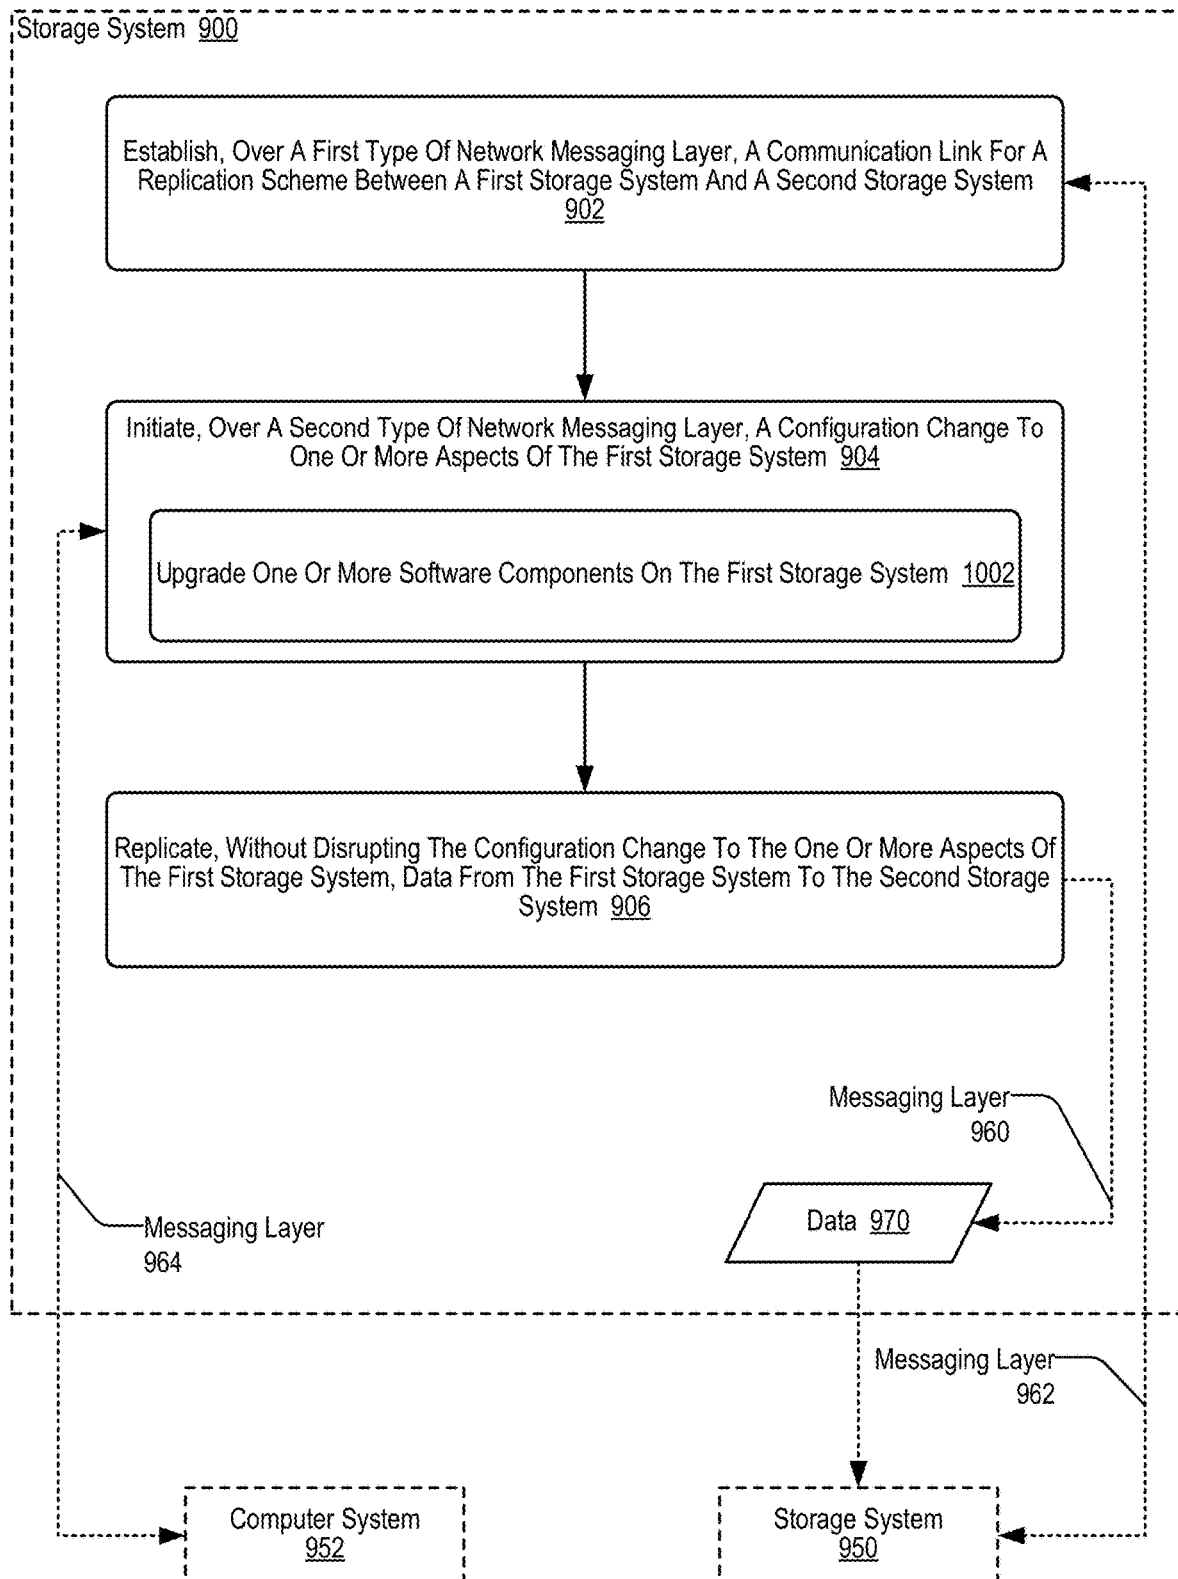 Storage System 900
Establish, Over A First Type Of Network Messaging Layer, A Communication Link For A
Replication Scheme Between A First Storage System And A Second Storage System
902
Initiate, Over A Second Type Of Network Messaging Layer, A Configuration Change To
One Or More Aspects Of The First Storage System 904
Upgrade One Or More Software Components On The First Storage System 1002
Replicate, Without Disrupting The Configuration Change To The One Or More Aspects Of
The First Storage System, Data From The First Storage System To The Second Storage
System 906
Messaging Layer
960
Data 970
Messaging Layer
964
Messaging Layer
962
Computer System
952
Storage System
950